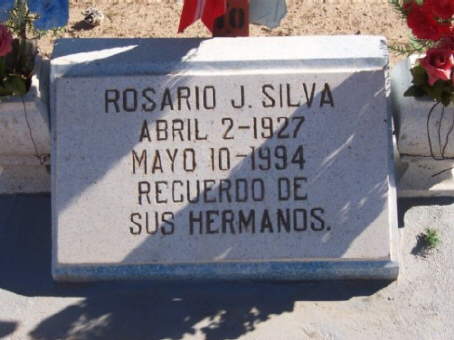 ROSARIO J. SILVA
ABRIL 2-1927
MAYO 10-1994
RECUERDO DE
SUS HERMANOS.